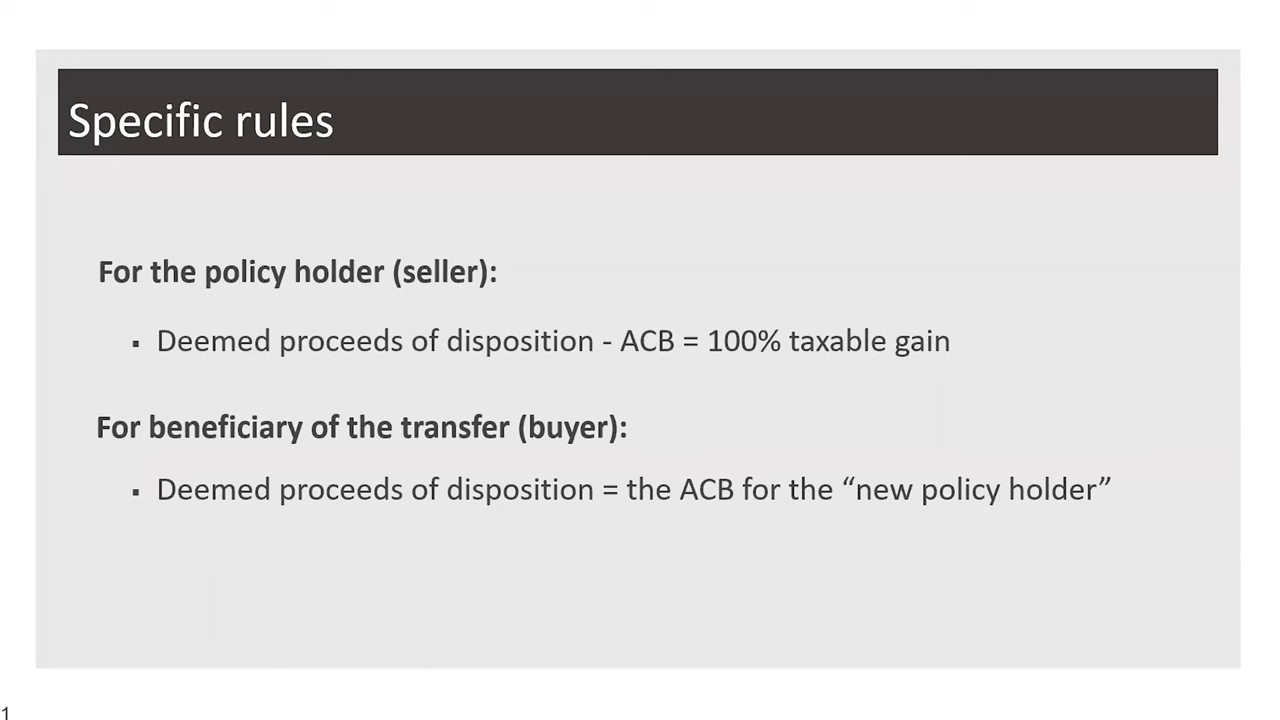 Specific rules
For the policy holder (seller):
▪ Deemed proceeds of disposition - ACB = 100% taxable gain
For beneficiary of the transfer (buyer):
▪ Deemed proceeds of disposition = the ACB for the “new policy holder”
1